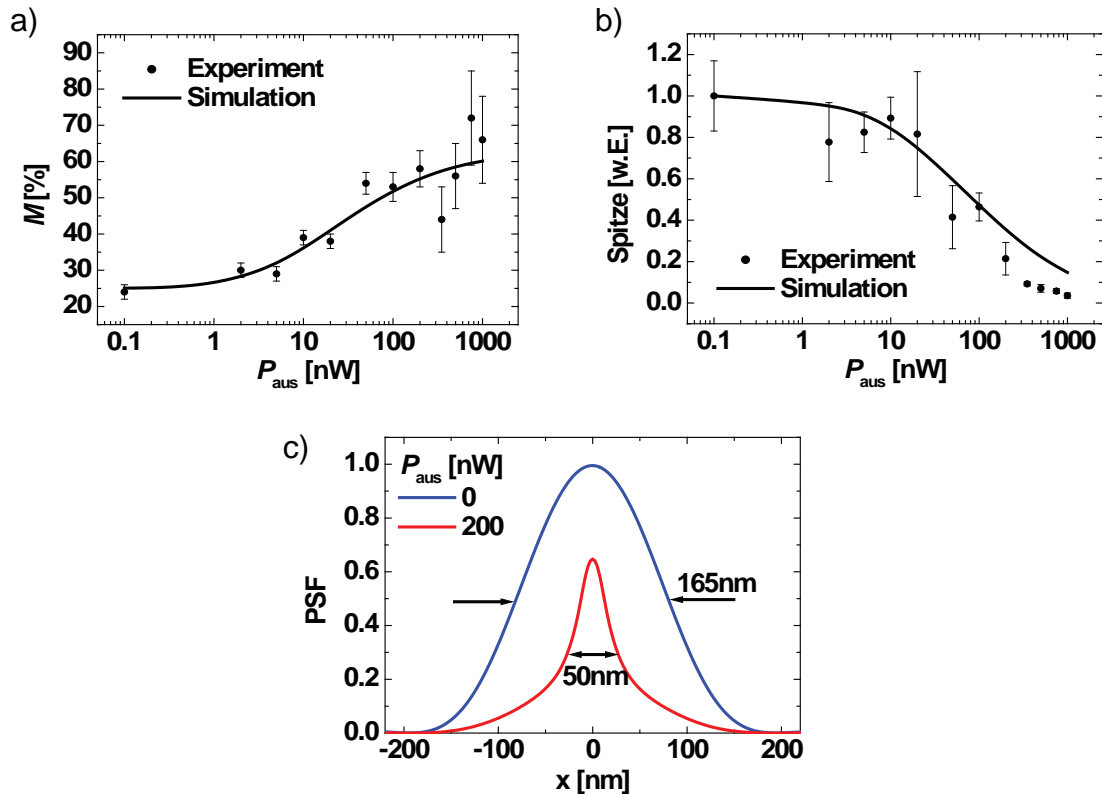 a)
90
80
70
60
50
40
30
20
M [%]
Experiment
Simulation
0.1 1 10 100 1000
P_aus [nW]
b)
1.2
1.0
0.8
0.6
0.4
0.2
0.0
Spitze [w.E.]
Experiment
Simulation
0.1 1 10 100 1000
P_aus [nW]
c)
1.0
0.8
0.6
0.4
0.2
0.0
PSF
P_aus [nW]
0
200
165nm
50nm
-200 -100 0 100 200
x [nm]